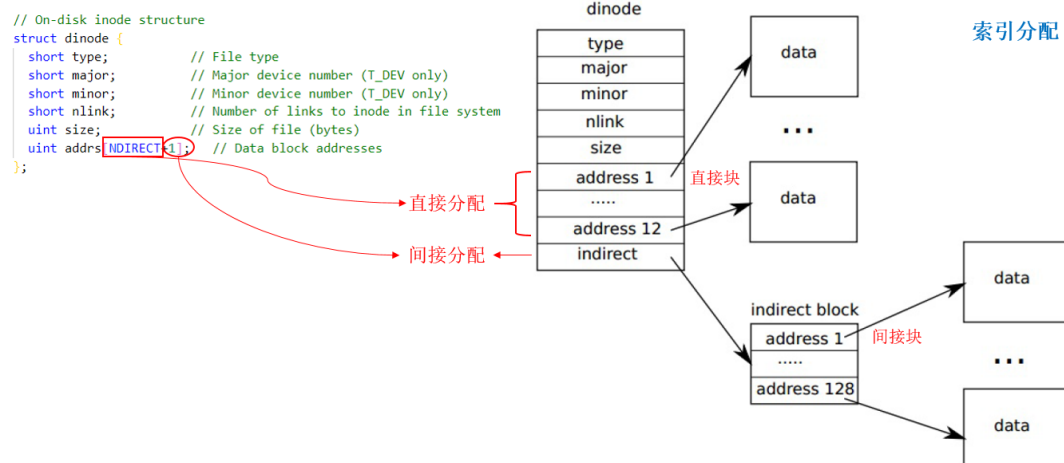 // On-disk inode structure
struct dinode {
short type; // File type
short major; // Major device number (T_DEV only)
short minor; // Minor device number (T_DEV only)
short nlink; // Number of links to inode in file system
uint size; // Size of file (bytes)
uint addrs[NDIRECT+1]; // Data block addresses
};
直接分配
间接分配
dinode
type
major
minor
nlink
size
address 1
.....
address 12
indirect
直接块
data
...
data
indirect block
address 1
.....
address 128
间接块
data
...
data
索引分配